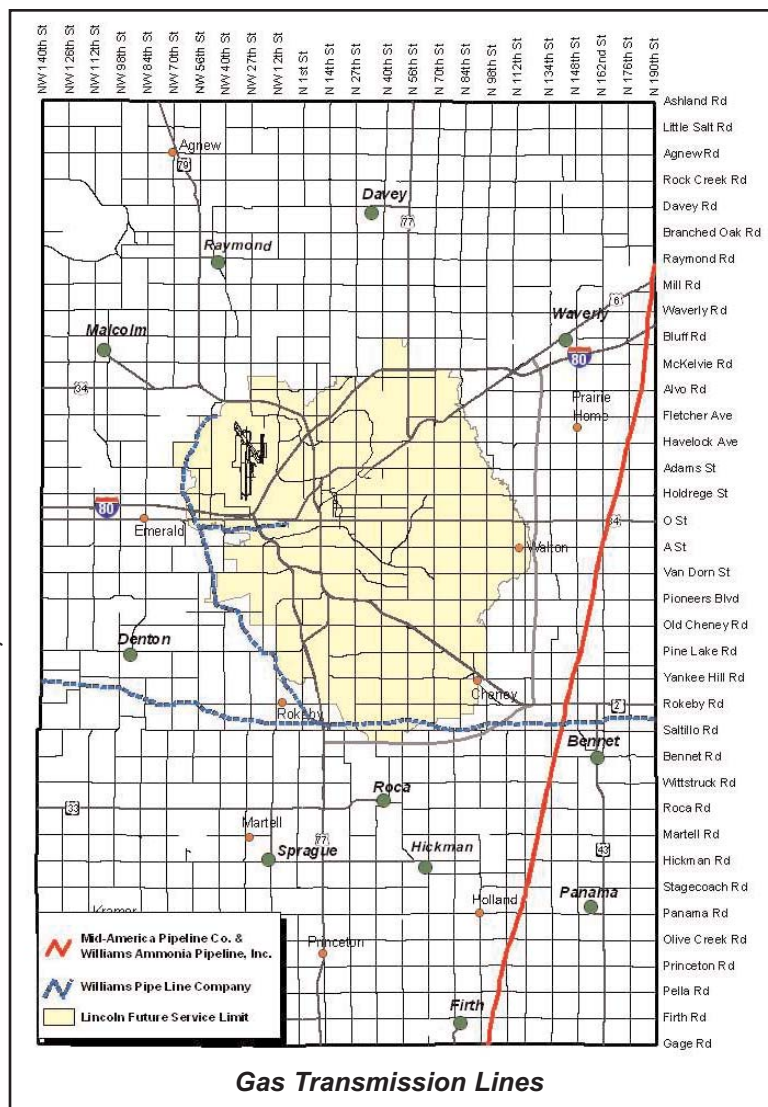 NW 140th St
NW 126th St
NW 112th St
NW 98th St
NW 84th St
NW 70th St
NW 56th St
NW 40th St
NW 27th St
NW 12th St
N 1st St
N 14th St
N 27th St
N 40th St
N 56th St
N 70th St
N 84th St
N 98th St
N 112th St
N 134th St
N 148th St
N 162nd St
N 176th St
N 190th St
Ashland Rd
Little Salt Rd
Agnew
Agnew Rd
79
Rock Creek Rd
Davey
Davey Rd
77
Branched Oak Rd
Raymond
Raymond Rd
Mill Rd
6
Waverly
Waverly Rd
Malcolm
Bluff Rd
80
McKelvie Rd
34
Alvo Rd
Prairie
Home
Fletcher Ave
Havelock Ave
Adams St
Holdrege St
80
Emerald
34
O St
Walton
A St
Van Dorn St
Pioneers Blvd
Old Cheney Rd
Denton
Pine Lake Rd
Yankee Hill Rd
Cheney
Rokeby
2
Rokeby Rd
Saltillo Rd
Bennet
Bennet Rd
Wittstruck Rd
Roca
33
Roca Rd
Martell
77
Martell Rd
43
Sprague
Hickman
Hickman Rd
Stagecoach Rd
Panama
Kramer
Holland
Panama Rd
Mid-America Pipeline Co. &
Williams Ammonia Pipeline, Inc.
Olive Creek Rd
Princeton
Princeton Rd
Williams Pipe Line Company
Pella Rd
Firth
Lincoln Future Service Limit
Firth Rd
Gage Rd
Gas Transmission Lines